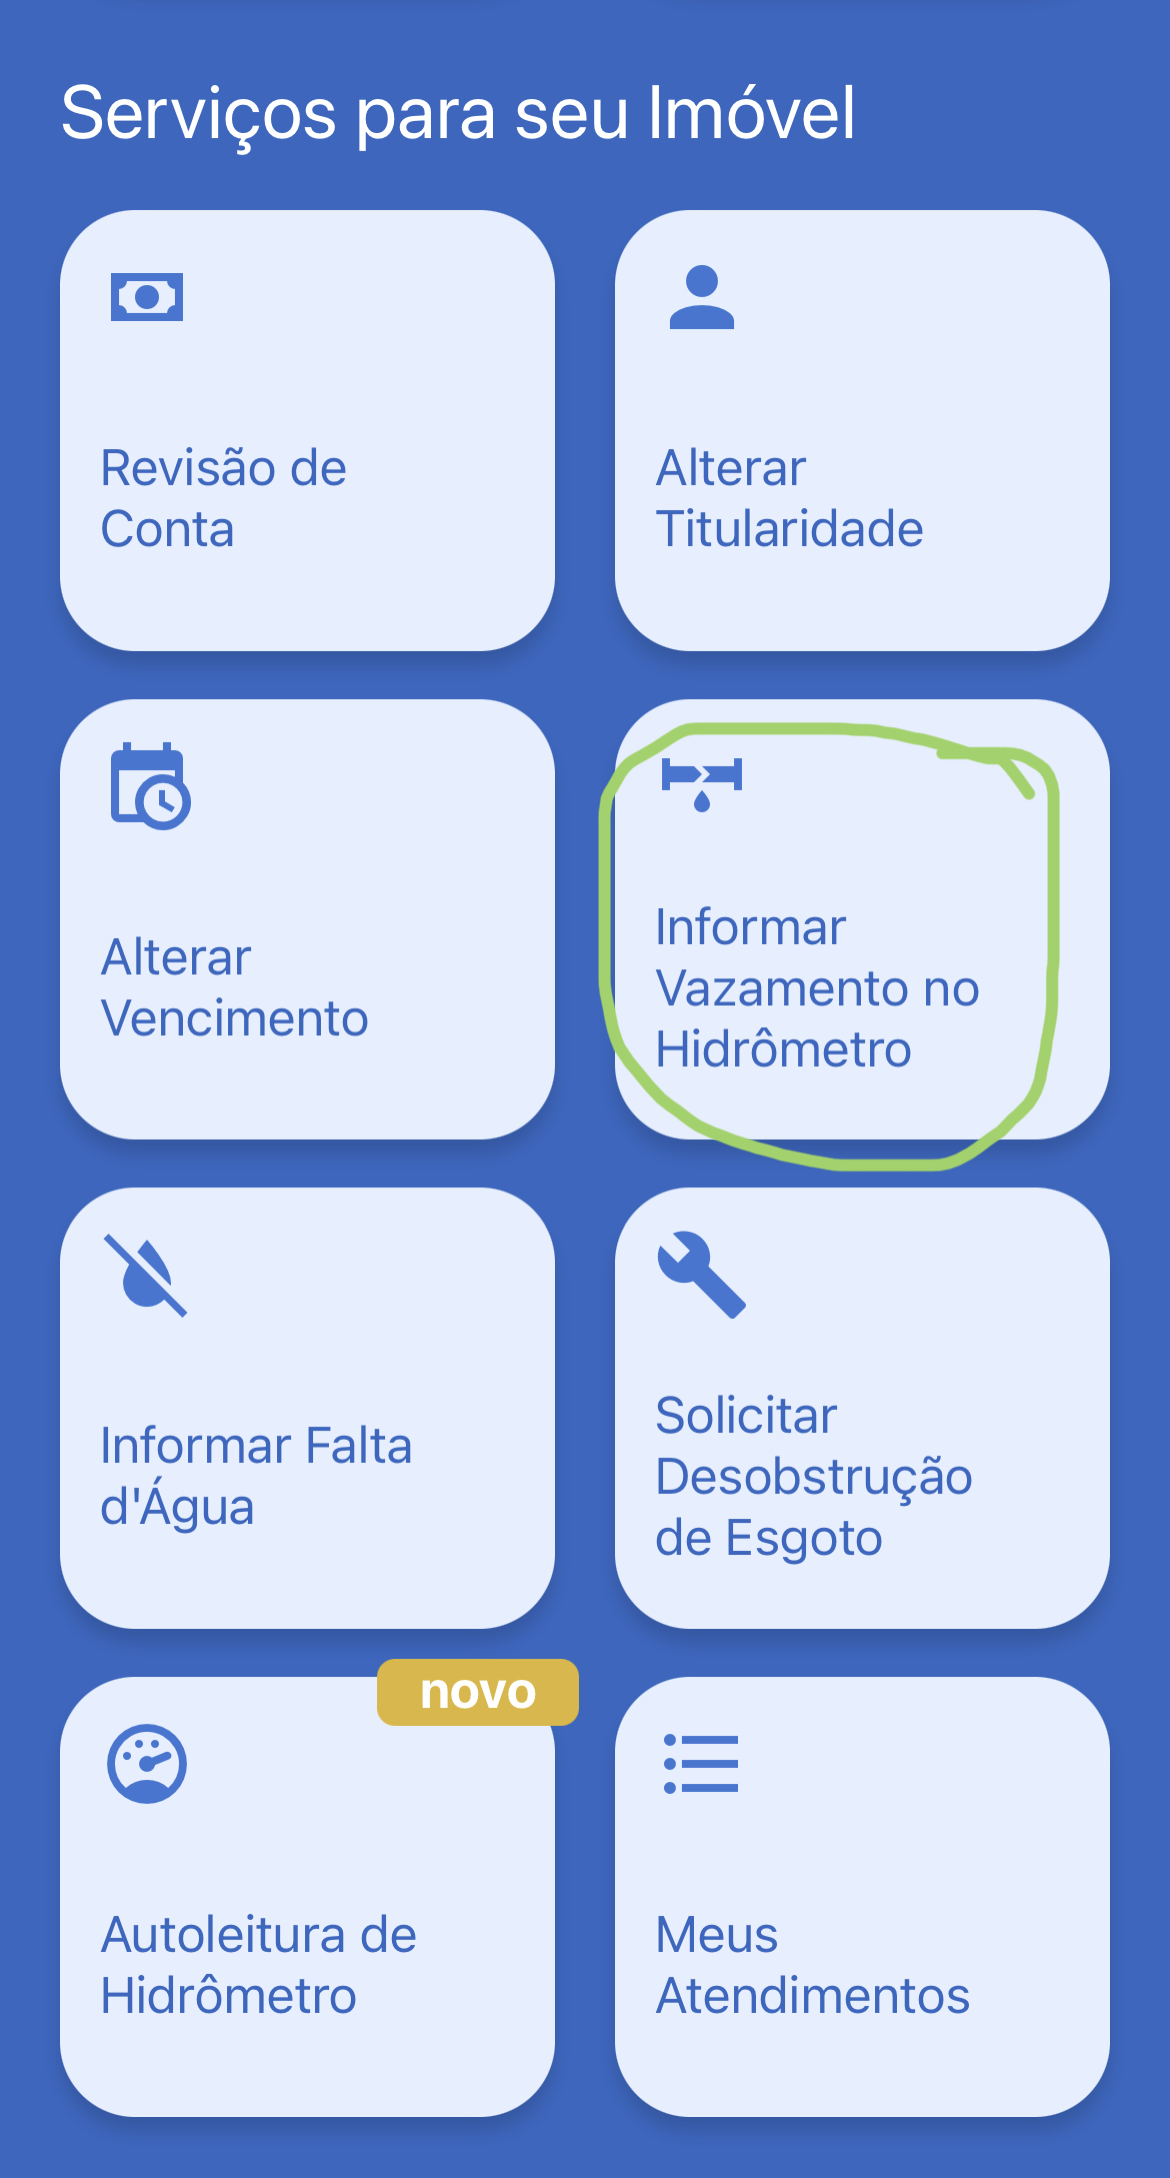 Serviços para seu Imóvel
Revisão de
Conta
Alterar
Titularidade
Alterar
Vencimento
Informar
Vazamento no
Hidrômetro
Informar Falta
d'Água
Solicitar
Desobstrução
de Esgoto
novo
Autoleitura de
Hidrômetro
Meus
Atendimentos